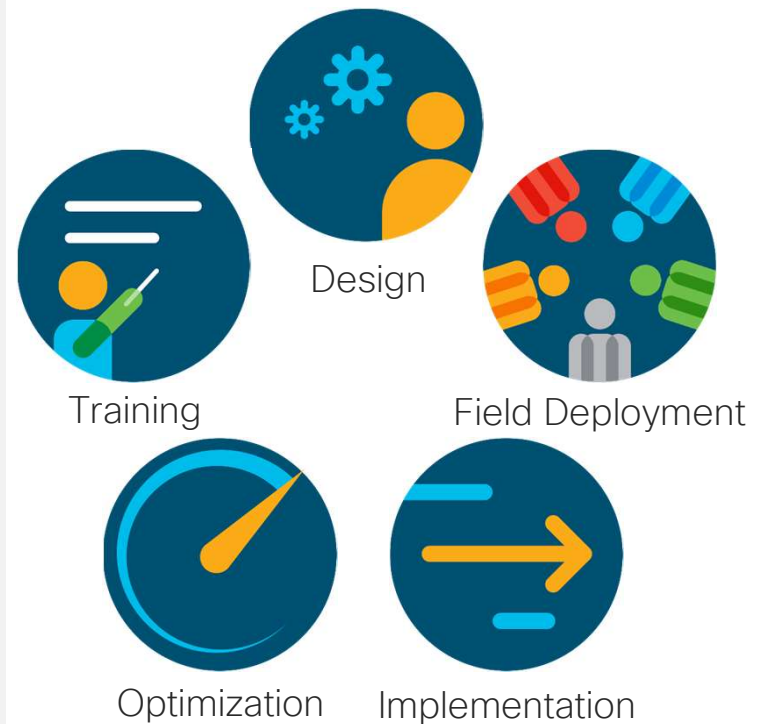 Design
Training
Field Deployment
Optimization
Implementation